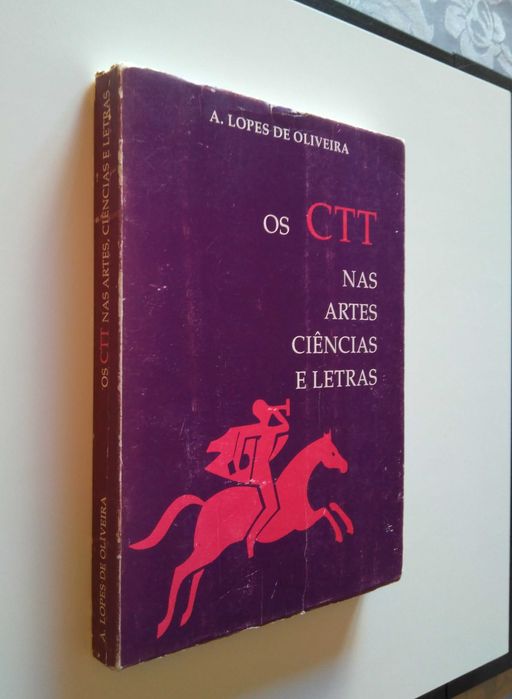 A. LOPES DE OLIVEIRA
OS CTT
NAS
ARTES
CIÊNCIAS
E LETRAS
A. LOPES DE OLIVEIRA OS CTT NAS ARTES, CIÊNCIAS E LETRAS